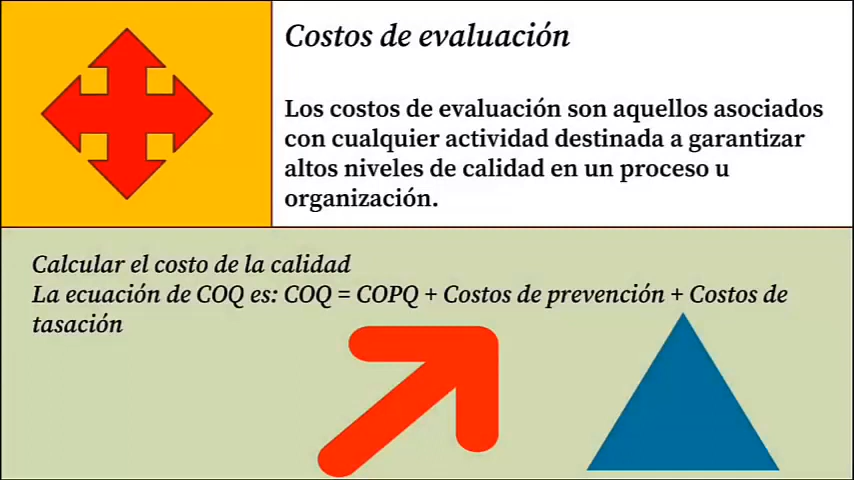 Costos de evaluación
Los costos de evaluación son aquellos asociados
con cualquier actividad destinada a garantizar
altos niveles de calidad en un proceso u
organización.
Calcular el costo de la calidad
La ecuación de COQ es: COQ = COPQ + Costos de prevención + Costos de
tasación